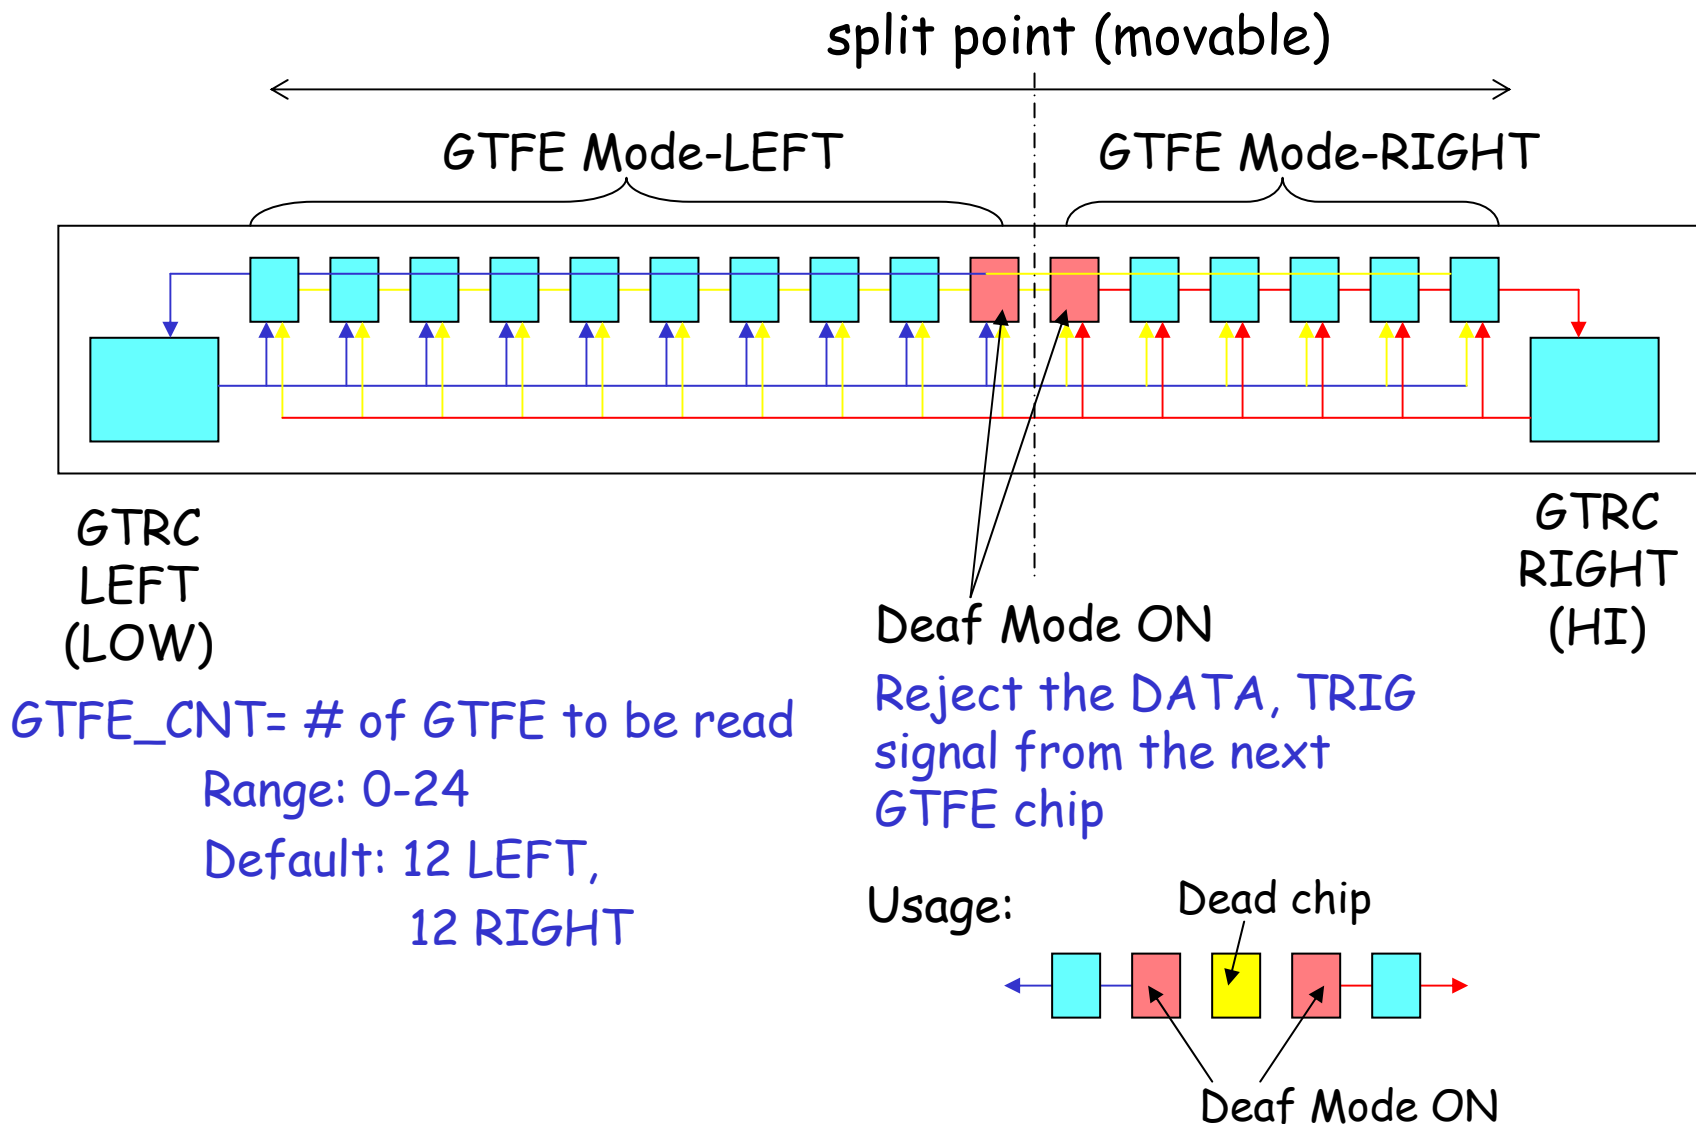 split point (movable)
GTFE Mode-LEFT
GTFE Mode-RIGHT
GTRC
LEFT
(LOW)
GTRC
RIGHT
(HI)
Deaf Mode ON
Reject the DATA, TRIG
signal from the next
GTFE chip
GTFE_CNT= # of GTFE to be read
Range: 0-24
Default: 12 LEFT,
12 RIGHT
Usage:
Dead chip
Deaf Mode ON